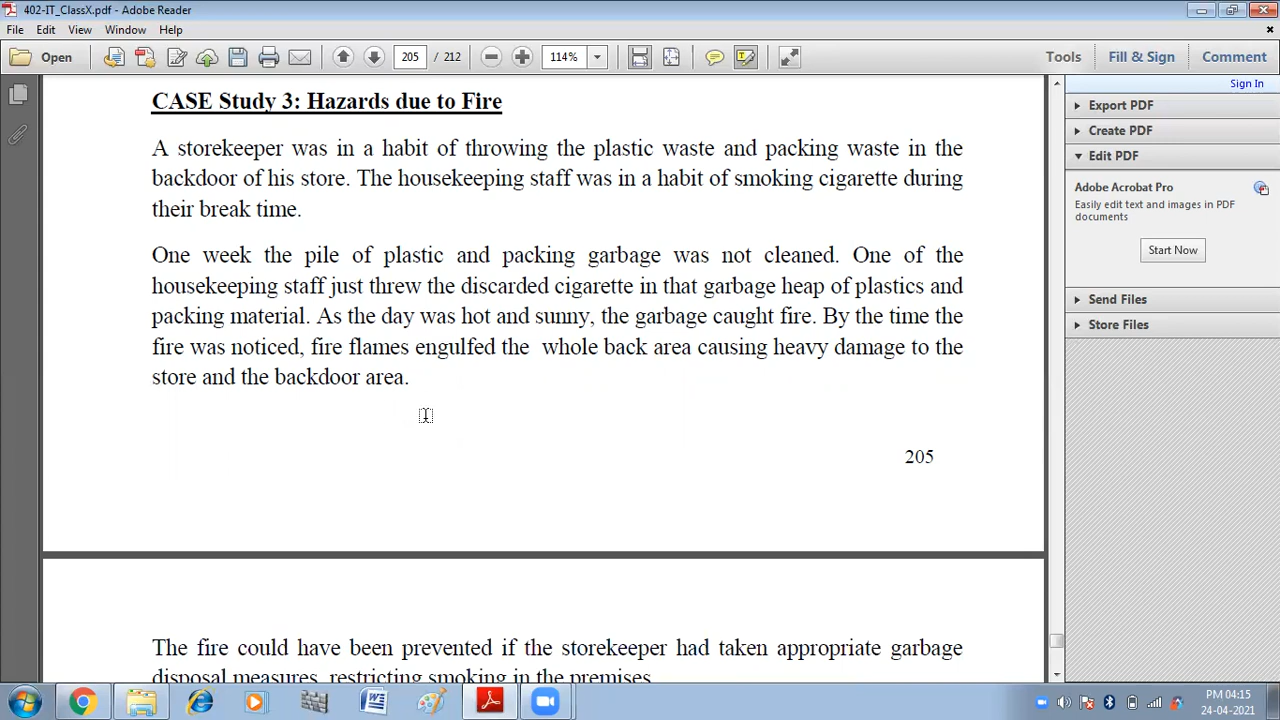 402-IT_ClassX.pdf - Adobe Reader
File Edit View Window Help
Open 205 / 212 114% Tools Fill & Sign Comment
Sign In
Export PDF
Create PDF
Edit PDF
Adobe Acrobat Pro
Easily edit text and images in PDF
documents
Start Now
Send Files
Store Files
CASE Study 3: Hazards due to Fire
A storekeeper was in a habit of throwing the plastic waste and packing waste in the
backdoor of his store. The housekeeping staff was in a habit of smoking cigarette during
their break time.
One week the pile of plastic and packing garbage was not cleaned. One of the
housekeeping staff just threw the discarded cigarette in that garbage heap of plastics and
packing material. As the day was hot and sunny, the garbage caught fire. By the time the
fire was noticed, fire flames engulfed the whole back area causing heavy damage to the
store and the backdoor area.
205
The fire could have been prevented if the storekeeper had taken appropriate garbage
disposal measures, restricting smoking in the premises.
PM 04:15
24-04-2021